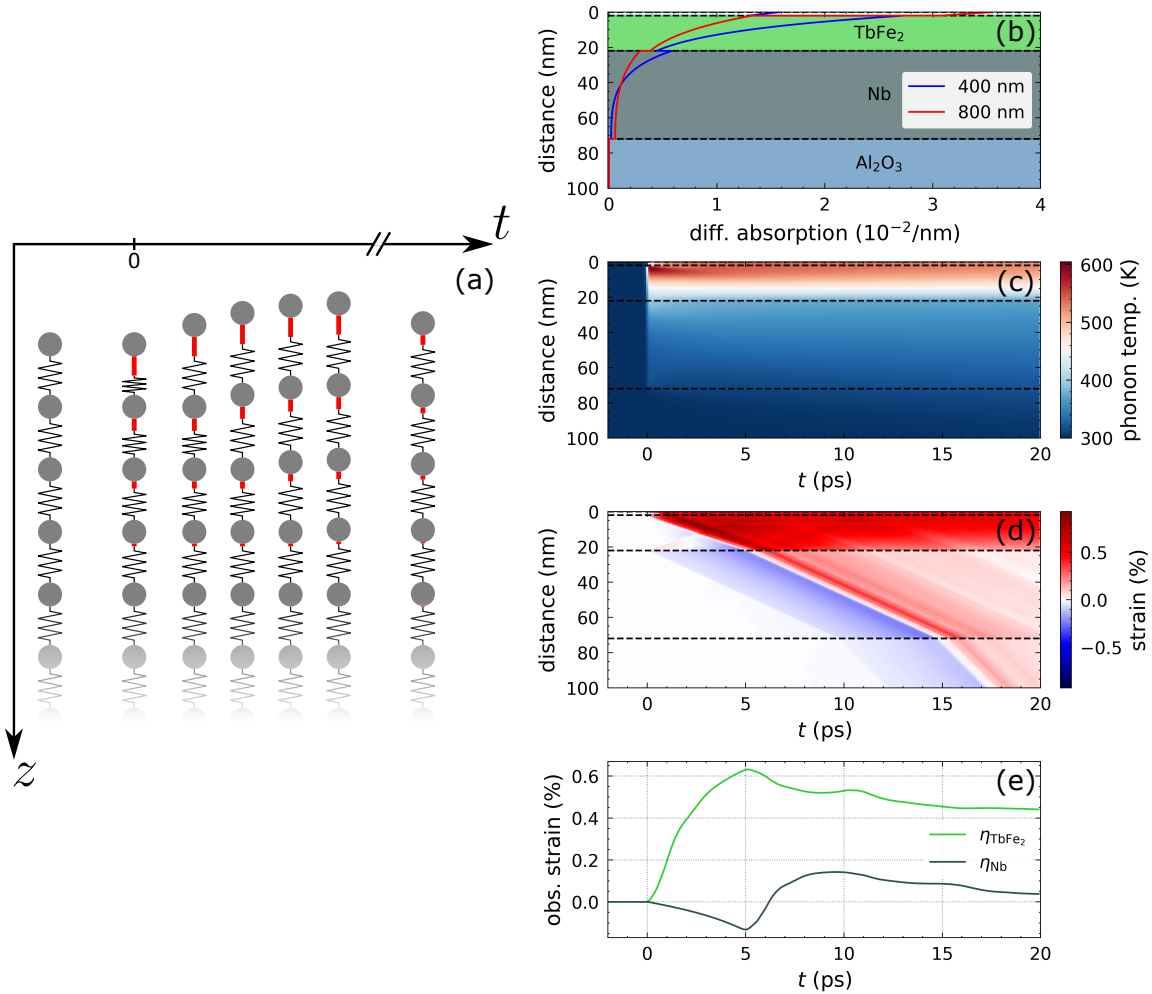 t
0
(a)
z
0
20
40
60
80
100
distance (nm)
(b)
TbFe₂
Nb
Al₂O₃
400 nm
800 nm
0 1 2 3 4
diff. absorption (10⁻²/nm)
0
20
40
60
80
100
distance (nm)
(c)
0 5 10 15 20
t (ps)
600
500
400
300
phonon temp. (K)
0
20
40
60
80
100
distance (nm)
(d)
0 5 10 15 20
t (ps)
0.5
0.0
−0.5
strain (%)
0.6
0.4
0.2
0.0
obs. strain (%)
(e)
η_TbFe₂
η_Nb
0 5 10 15 20
t (ps)